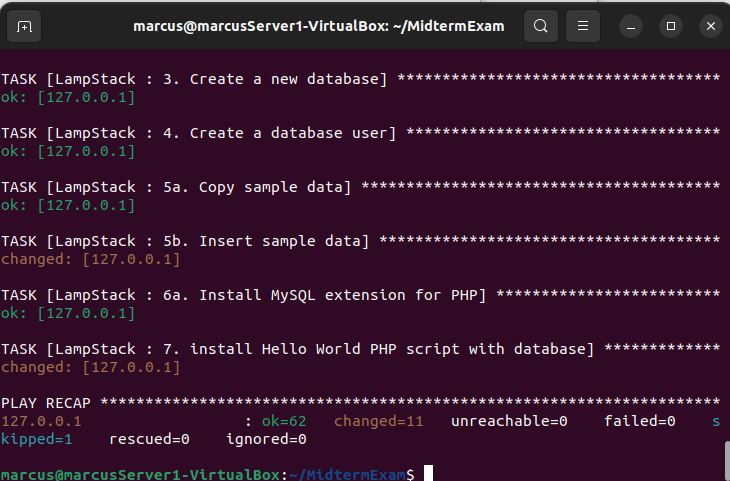 marcus@marcusServer1-VirtualBox: ~/MidtermExam
TASK [LampStack : 3. Create a new database] ************************************
ok: [127.0.0.1]
TASK [LampStack : 4. Create a database user] ***********************************
ok: [127.0.0.1]
TASK [LampStack : 5a. Copy sample data] ****************************************
ok: [127.0.0.1]
TASK [LampStack : 5b. Insert sample data] **************************************
changed: [127.0.0.1]
TASK [LampStack : 6a. Install MySQL extension for PHP] *************************
ok: [127.0.0.1]
TASK [LampStack : 7. install Hello World PHP script with database] *************
changed: [127.0.0.1]
PLAY RECAP *********************************************************************
127.0.0.1                  : ok=62   changed=11   unreachable=0    failed=0    s
kipped=1    rescued=0    ignored=0
marcus@marcusServer1-VirtualBox:~/MidtermExam$